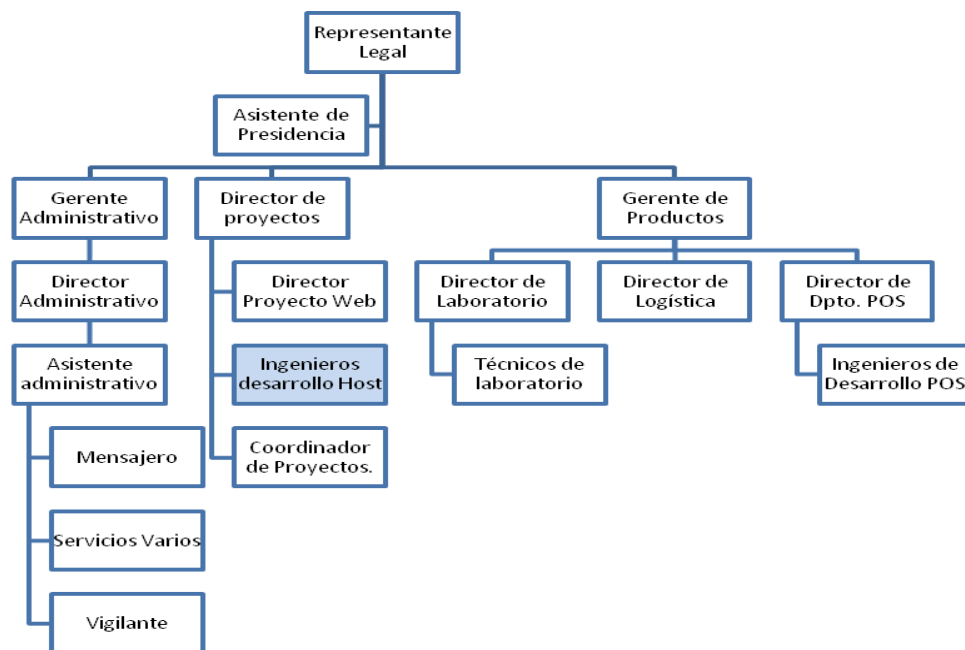 Representante
Legal
Asistente de
Presidencia
Gerente
Administrativo
Director de
proyectos
Gerente de
Productos
Director
Administrativo
Director
Proyecto Web
Director de
Laboratorio
Director de
Logística
Director de
Dpto. POS
Asistente
administrativo
Ingenieros
desarrollo Host
Técnicos de
laboratorio
Ingenieros de
Desarrollo POS
Mensajero
Coordinador
de Proyectos.
Servicios Varios
Vigilante